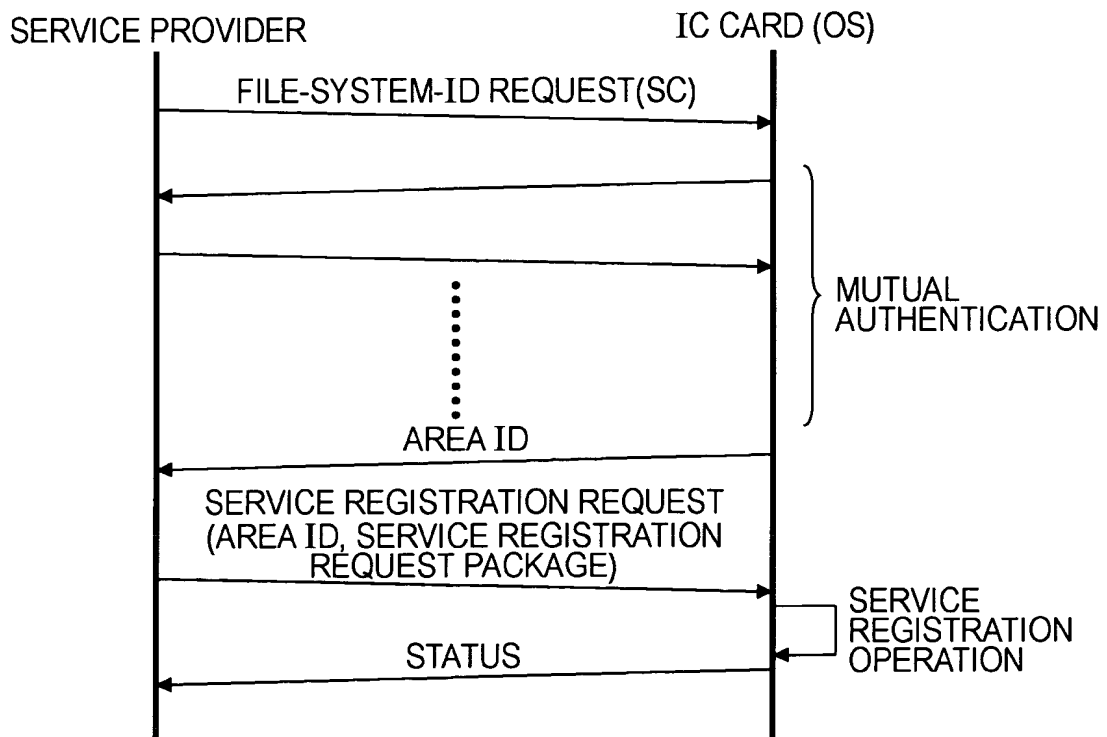 SERVICE PROVIDER
IC CARD (OS)
FILE-SYSTEM-ID REQUEST(SC)
MUTUAL
AUTHENTICATION
AREA ID
SERVICE REGISTRATION REQUEST
(AREA ID, SERVICE REGISTRATION
REQUEST PACKAGE)
SERVICE
REGISTRATION
OPERATION
STATUS